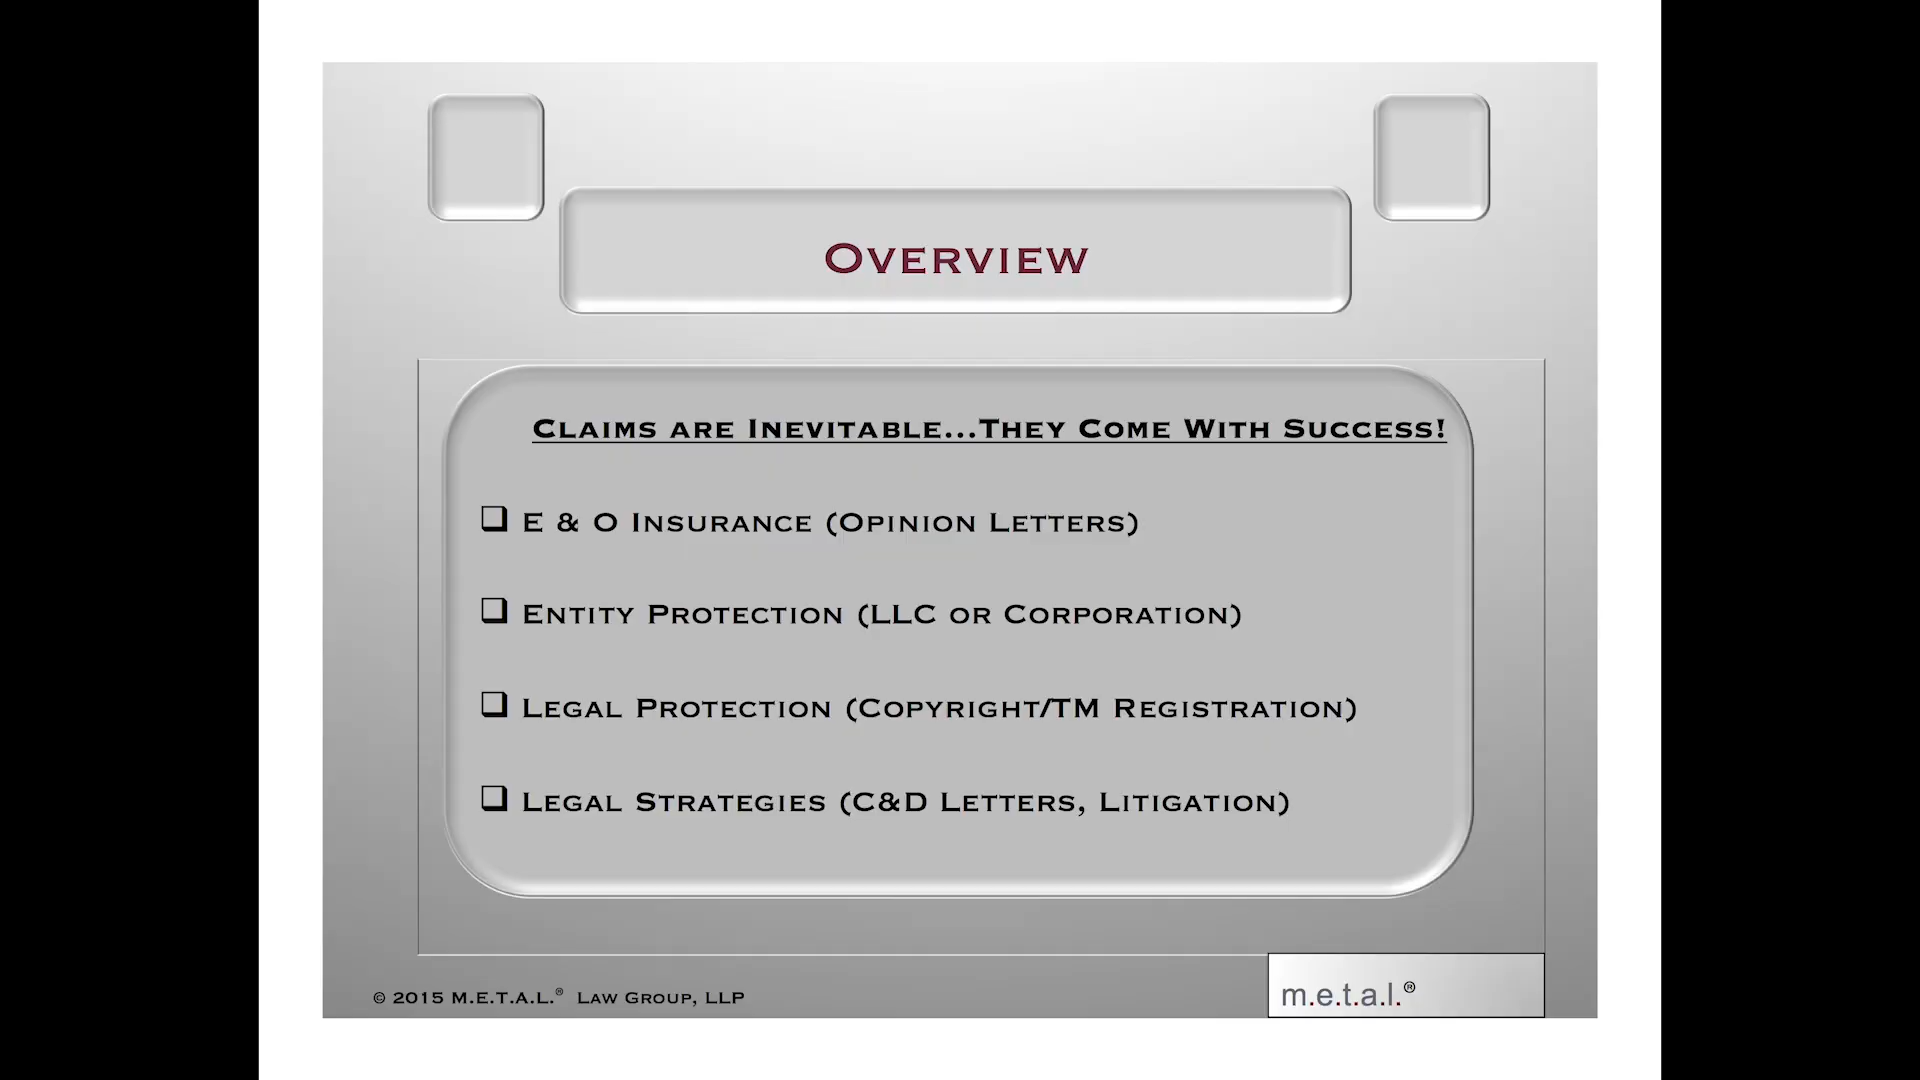 Overview
Claims are Inevitable...They Come With Success!
❑ E & O Insurance (Opinion Letters)
❑ Entity Protection (LLC or Corporation)
❑ Legal Protection (Copyright/TM Registration)
❑ Legal Strategies (C&D Letters, Litigation)
© 2015 M.E.T.A.L.® Law Group, LLP
m.e.t.a.l.®